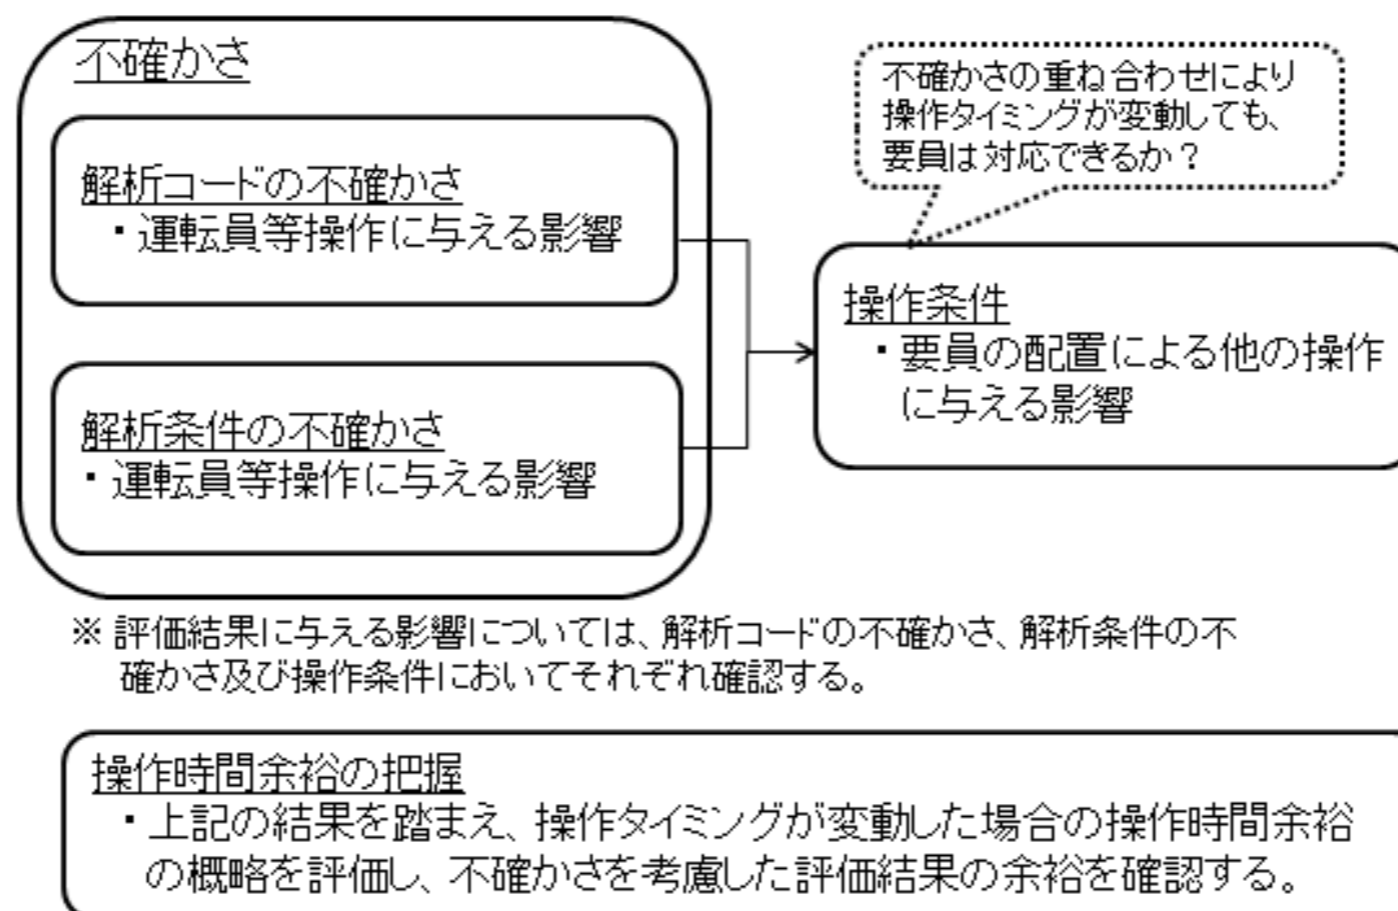 不確かさ
解析コードの不確かさ
・運転員等操作に与える影響
解析条件の不確かさ
・運転員等操作に与える影響
不確かさの重ね合わせにより
操作タイミングが変動しても、
要員は対応できるか？
操作条件
・要員の配置による他の操作
に与える影響
※ 評価結果に与える影響については、解析コードの不確かさ、解析条件の不
確かさ及び操作条件においてそれぞれ確認する。
操作時間余裕の把握
・上記の結果を踏まえ、操作タイミングが変動した場合の操作時間余裕
の概略を評価し、不確かさを考慮した評価結果の余裕を確認する。